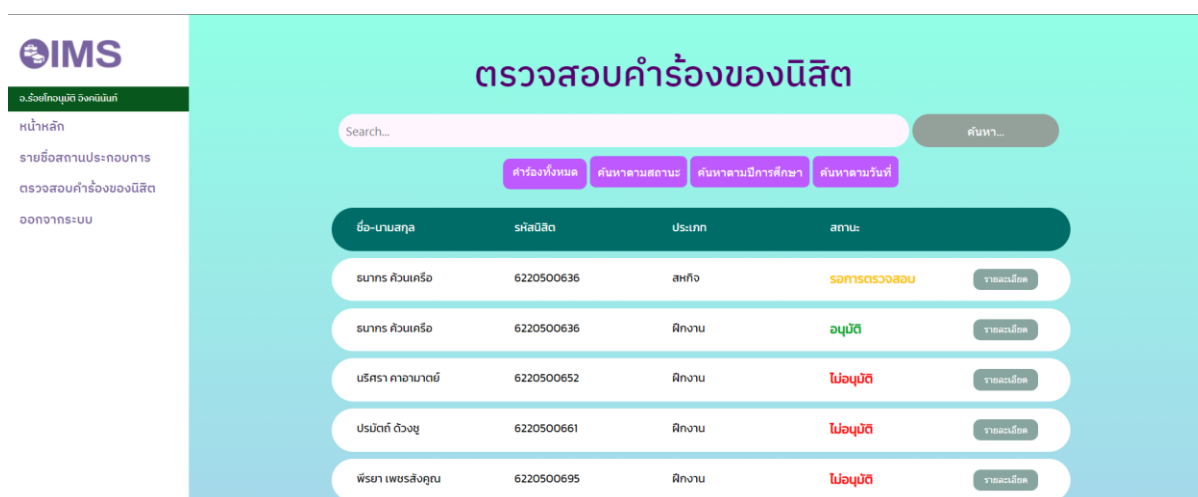 IMS
อ.ร้อยโทอนุมัติ อิงคนินันท์
หน้าหลัก
รายชื่อสถานประกอบการ
ตรวจสอบคำร้องของนิสิต
ออกจากระบบ
ตรวจสอบคำร้องของนิสิต
Search... ค้นหา...
คำร้องทั้งหมด ค้นหาตามสถานะ ค้นหาตามปีการศึกษา ค้นหาตามวันที่
ชื่อ-นามสกุล รหัสนิสิต ประเภท สถานะ
ธนากร ค้วนเครือ 6220500636 สหกิจ รอการตรวจสอบ รายละเอียด
ธนากร ค้วนเครือ 6220500636 ฝึกงาน อนุมัติ รายละเอียด
นริศรา คาอามาตย์ 6220500652 ฝึกงาน ไม่อนุมัติ รายละเอียด
ปรมัตถ์ ด้วงชู 6220500661 ฝึกงาน ไม่อนุมัติ รายละเอียด
พีรยา เพชรสังคูณ 6220500695 ฝึกงาน ไม่อนุมัติ รายละเอียด